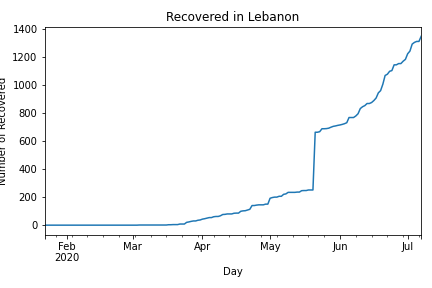 Recovered in Lebanon
1400
1200
1000
800
600
400
200
0
Number of Recovered
Feb
2020
Mar
Apr
May
Jun
Jul
Day